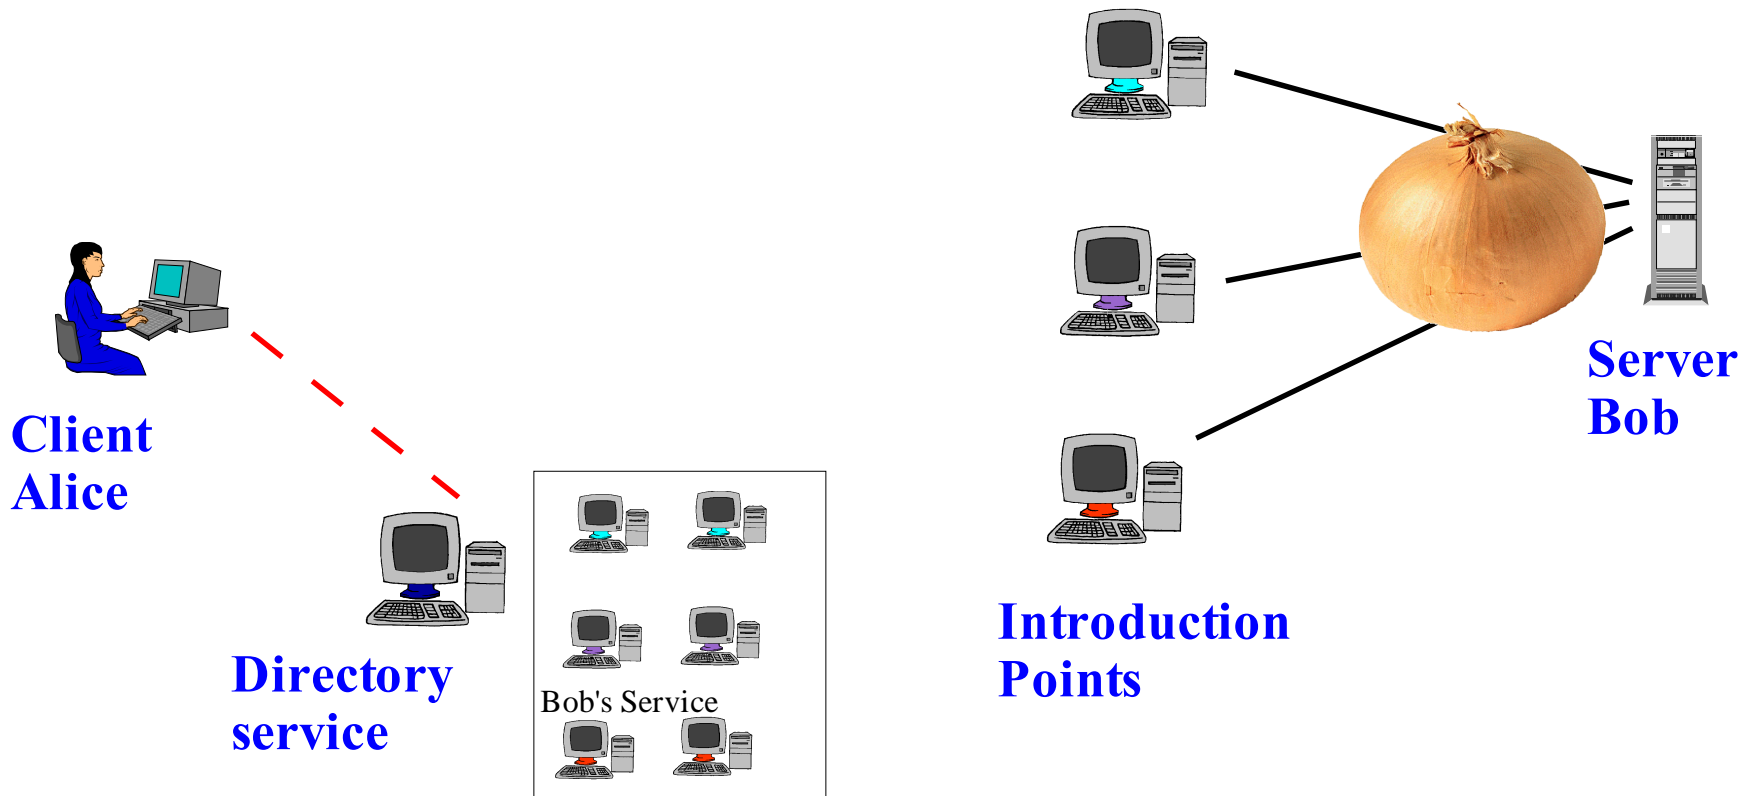 Client
Alice
Directory
service
Bob's Service
Introduction
Points
Server
Bob